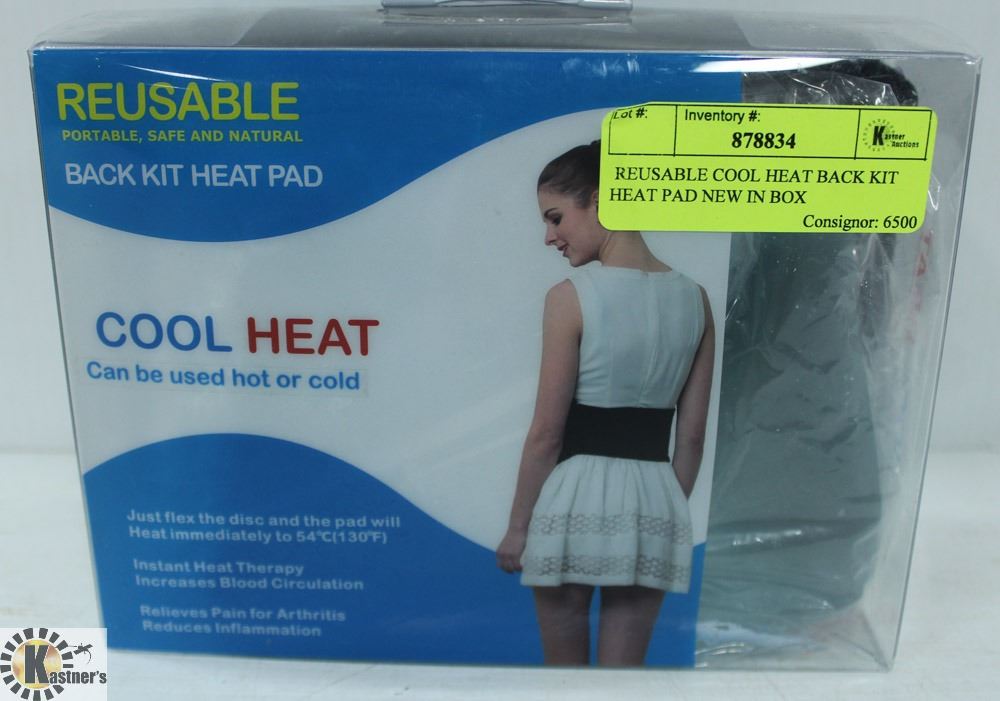 REUSABLE
PORTABLE, SAFE AND NATURAL
BACK KIT HEAT PAD
Lot #:
Inventory #:
878834
Kastner
Auctions
REUSABLE COOL HEAT BACK KIT
HEAT PAD NEW IN BOX
Consignor: 6500
COOL HEAT
Can be used hot or cold
Just flex the disc and the pad will
Heat immediately to 54℃(130℉)
Instant Heat Therapy
Increases Blood Circulation
Relieves Pain for Arthritis
Reduces Inflammation
Kastner's